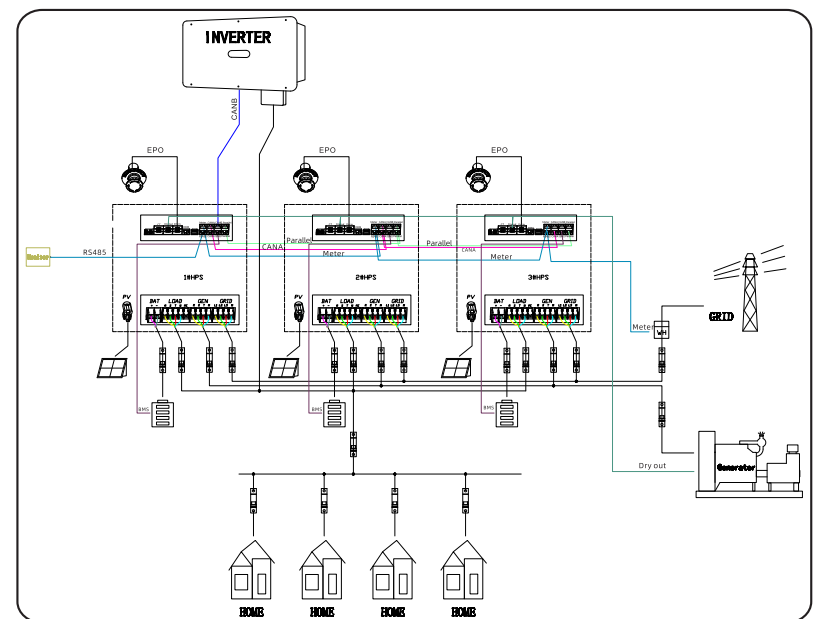 INVERTER
CANB
EPO
EPO
EPO
RS485
CANA
Parallel
Meter
Parallel
CANA
Meter
1#HPS
2#HPS
3#HPS
PV
BAT LOAD GEN GRID
PV
BAT LOAD GEN GRID
PV
BAT LOAD GEN GRID
GRID
Meter
WH
BMS
BMS
BMS
Dry out
Generator
HOME
HOME
HOME
HOME